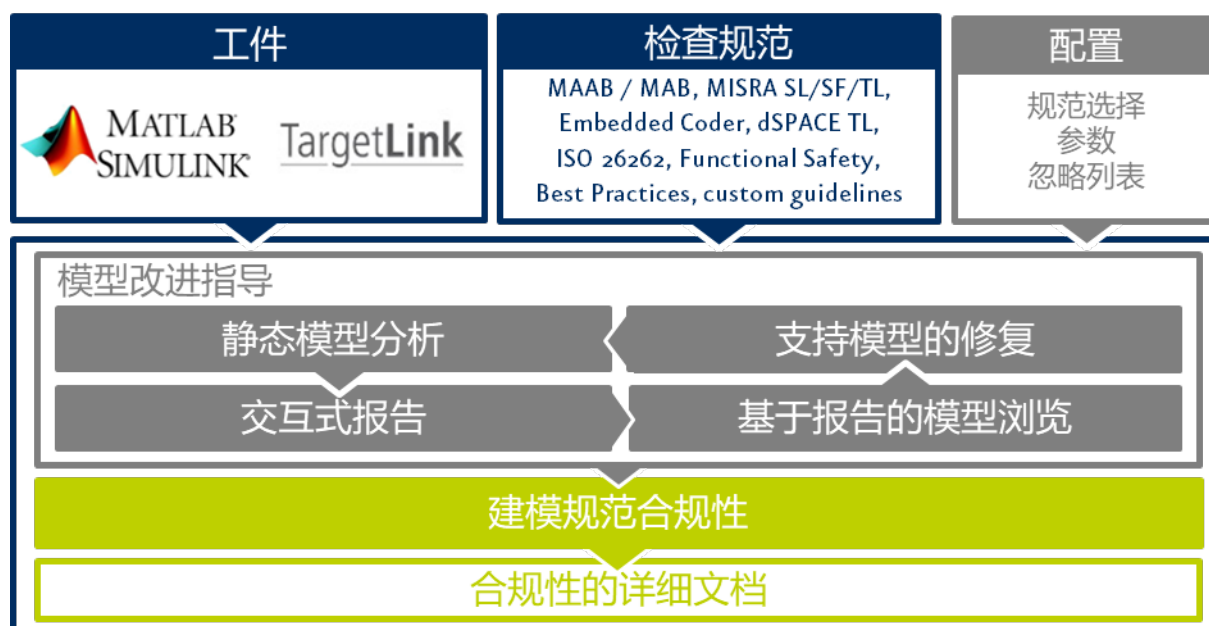 工件
MATLAB
SIMULINK
TargetLink
检查规范
MAAB / MAB, MISRA SL/SF/TL,
Embedded Coder, dSPACE TL,
ISO 26262, Functional Safety,
Best Practices, custom guidelines
配置
规范选择
参数
忽略列表
模型改进指导
静态模型分析
支持模型的修复
交互式报告
基于报告的模型浏览
建模规范合规性
合规性的详细文档